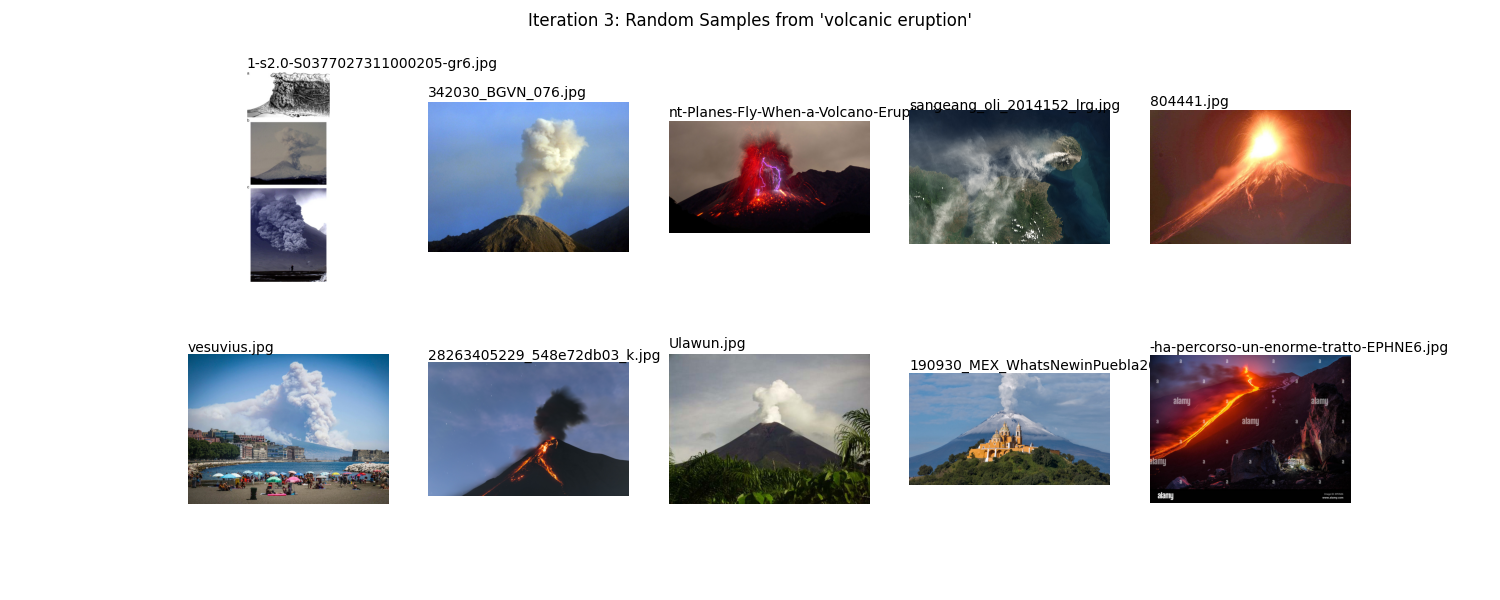 Iteration 3: Random Samples from 'volcanic eruption'
1-s2.0-S0377027311000205-gr6.jpg
342030_BGVN_076.jpg
nt-Planes-Fly-When-a-Volcano-Erup
sangeang_oli_2014152_lrg.jpg
804441.jpg
vesuvius.jpg
28263405229_548e72db03_k.jpg
Ulawun.jpg
190930_MEX_WhatsNewinPuebla2
-ha-percorso-un-enorme-tratto-EPHNE6.jpg
alamy
alamy
alamy
alamy
alamy
alamy